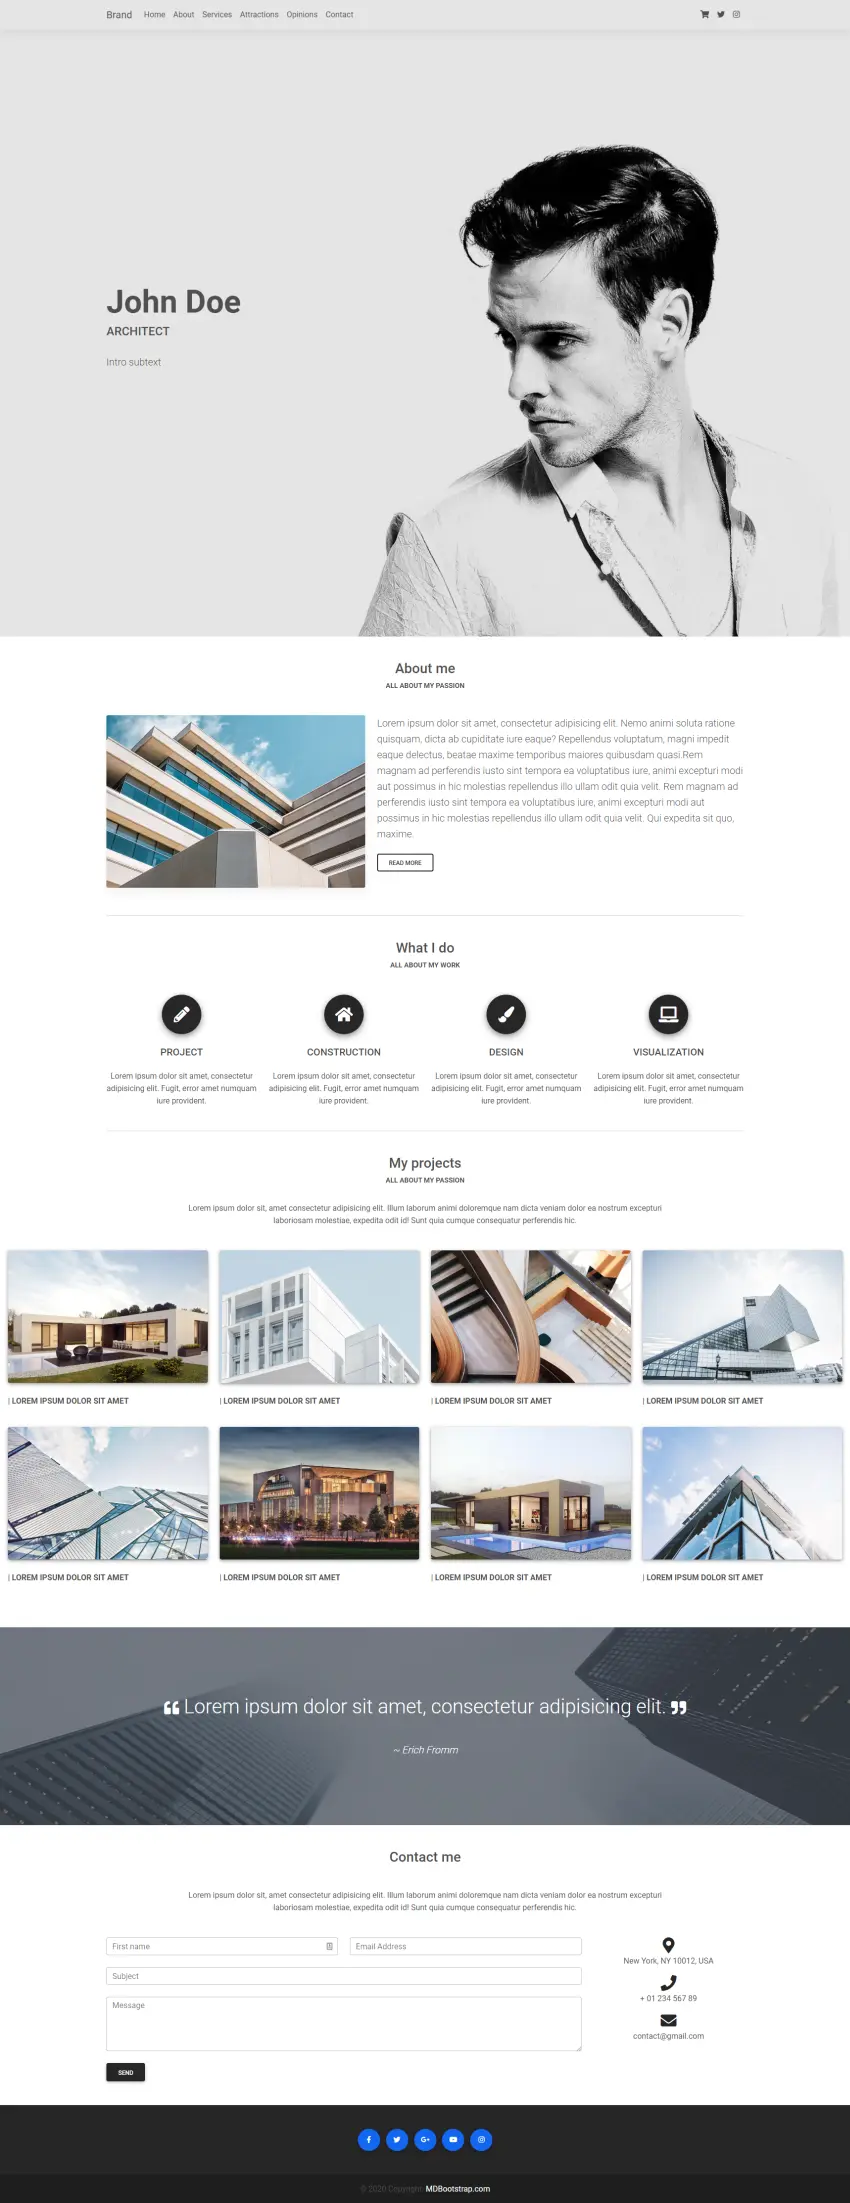 Brand Home About Services Attractions Opinions Contact
John Doe
ARCHITECT
Intro subtext
About me
ALL ABOUT MY PASSION
Lorem ipsum dolor sit amet, consectetur adipisicing elit. Nemo animi soluta ratione
quisquam, dicta ab cupiditate iure eaque? Repellendus voluptatum, magni impedit
eaque delectus, beatae maxime temporibus maiores quibusdam quasi.Rem
magnam ad perferendis iusto sint tempora ea voluptatibus iure, animi excepturi modi
aut possimus in hic molestias repellendus illo ullam odit quia velit. Rem magnam ad
perferendis iusto sint tempora ea voluptatibus iure, animi excepturi modi aut
possimus in hic molestias repellendus illo ullam odit quia velit. Qui expedita sit quo,
maxime.
READ MORE
What I do
ALL ABOUT MY WORK
PROJECT
Lorem ipsum dolor sit amet, consectetur
adipisicing elit. Fugit, error amet numquam
iure provident.
CONSTRUCTION
Lorem ipsum dolor sit amet, consectetur
adipisicing elit. Fugit, error amet numquam
iure provident.
DESIGN
Lorem ipsum dolor sit amet, consectetur
adipisicing elit. Fugit, error amet numquam
iure provident.
VISUALIZATION
Lorem ipsum dolor sit amet, consectetur
adipisicing elit. Fugit, error amet numquam
iure provident.
My projects
ALL ABOUT MY PASSION
Lorem ipsum dolor sit, amet consectetur adipisicing elit. Illum laborum animi doloremque nam dicta veniam dolor ea nostrum excepturi
laboriosam molestiae, expedita odit id! Sunt quia cumque consequatur perferendis hic.
| LOREM IPSUM DOLOR SIT AMET
| LOREM IPSUM DOLOR SIT AMET
| LOREM IPSUM DOLOR SIT AMET
| LOREM IPSUM DOLOR SIT AMET
| LOREM IPSUM DOLOR SIT AMET
| LOREM IPSUM DOLOR SIT AMET
| LOREM IPSUM DOLOR SIT AMET
| LOREM IPSUM DOLOR SIT AMET
❝ Lorem ipsum dolor sit amet, consectetur adipisicing elit. ❞
~ Erich Fromm
Contact me
Lorem ipsum dolor sit, amet consectetur adipisicing elit. Illum laborum animi doloremque nam dicta veniam dolor ea nostrum excepturi
laboriosam molestiae, expedita odit id! Sunt quia cumque consequatur perferendis hic.
First name
Email Address
Subject
Message
SEND
New York, NY 10012, USA
+ 01 234 567 89
contact@gmail.com
© 2020 Copyright: MDBootstrap.com